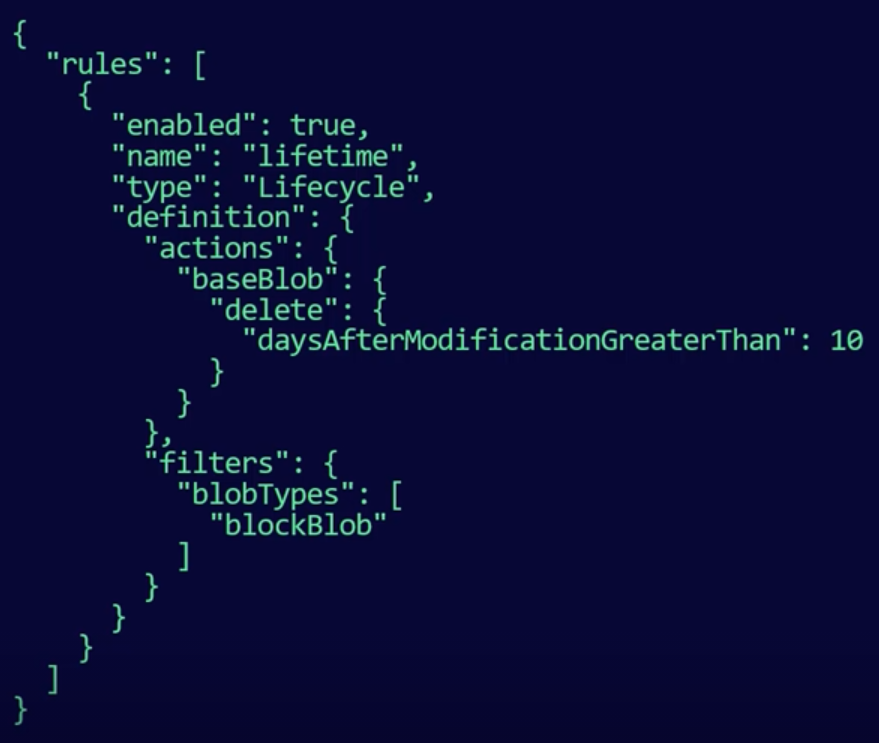 {
  "rules": [
    {
      "enabled": true,
      "name": "lifetime",
      "type": "Lifecycle",
      "definition": {
        "actions": {
          "baseBlob": {
            "delete": {
              "daysAfterModificationGreaterThan": 10
            }
          }
        },
        "filters": {
          "blobTypes": [
            "blockBlob"
          ]
        }
      }
    }
  ]
}